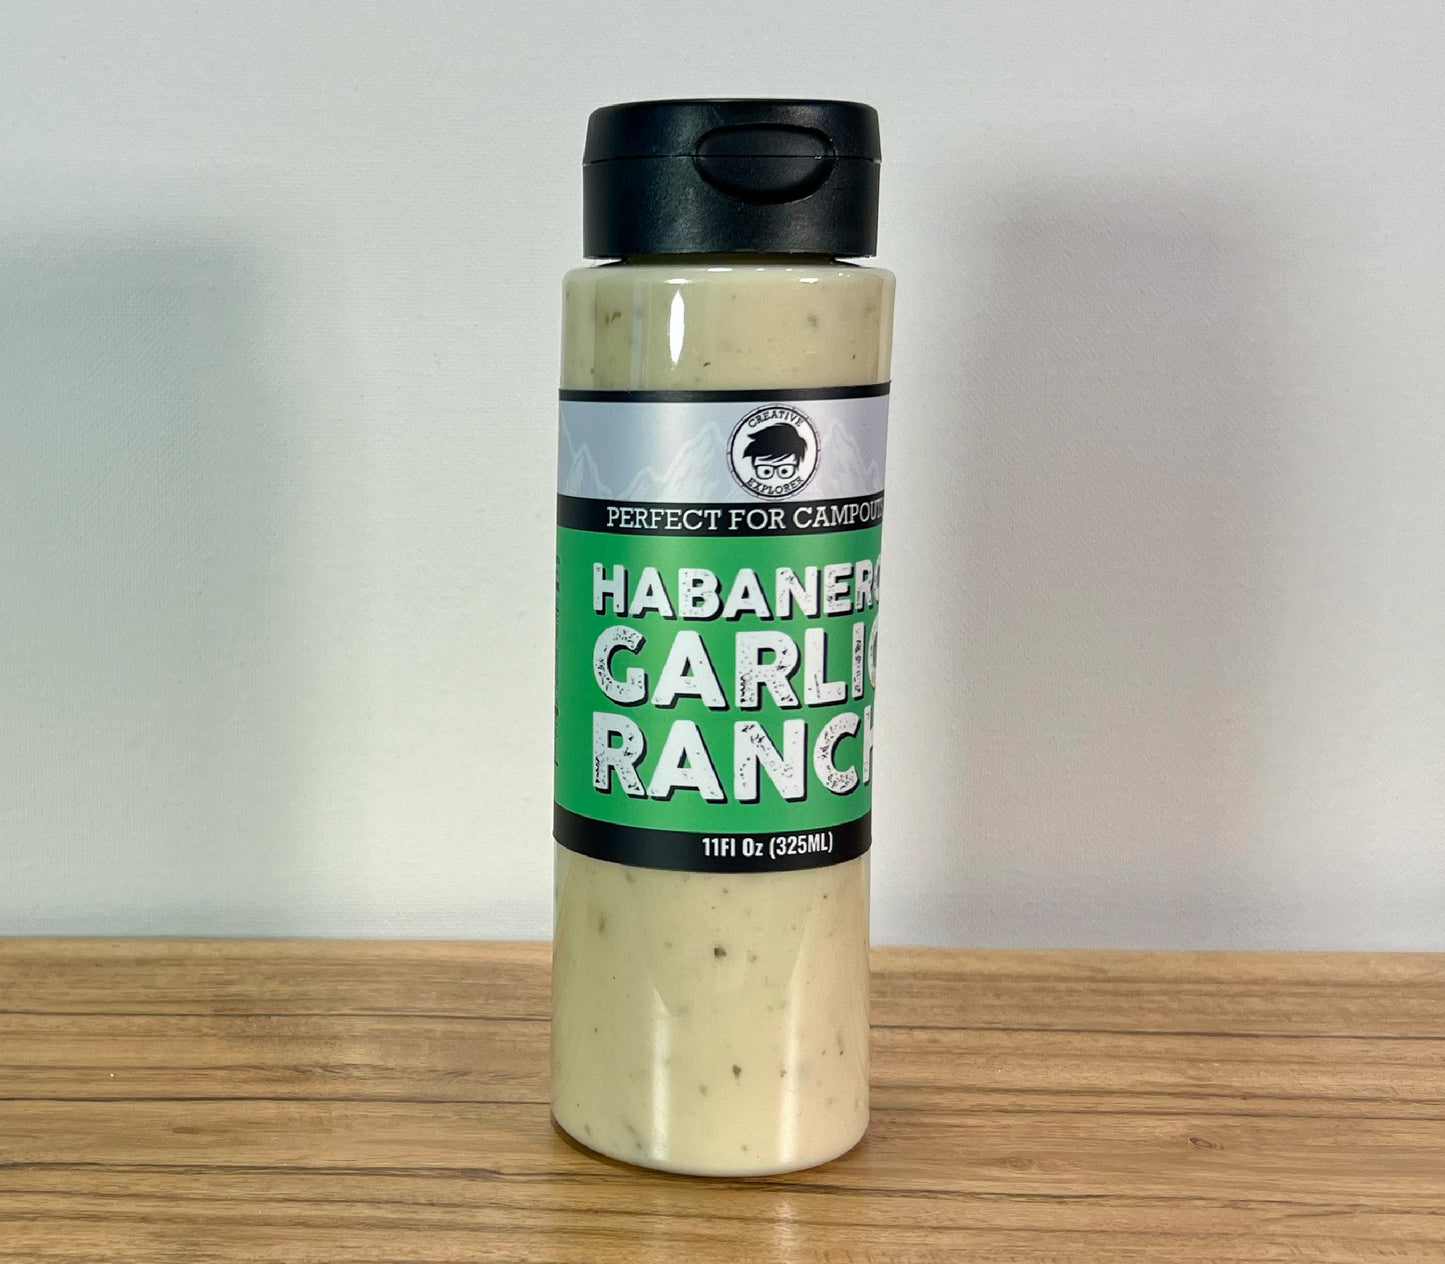 CREATIVE
EXPLORER
PERFECT FOR CAMPOUTS
HABANERO
GARLIC
RANCH
11Fl Oz (325ML)